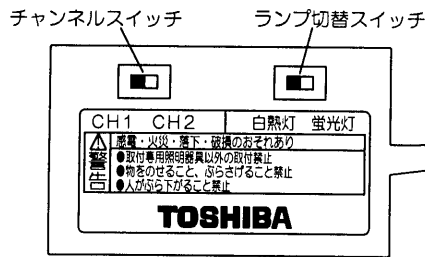 チャンネルスイッチ ランプ切替スイッチ
CH1 CH2 白熱灯 蛍光灯
感電・火災・落下・破損のおそれあり
警告
●取付専用照明器具以外の取付禁止
●物をのせること、ぶらさげること禁止
●人がぶら下がること禁止
TOSHIBA